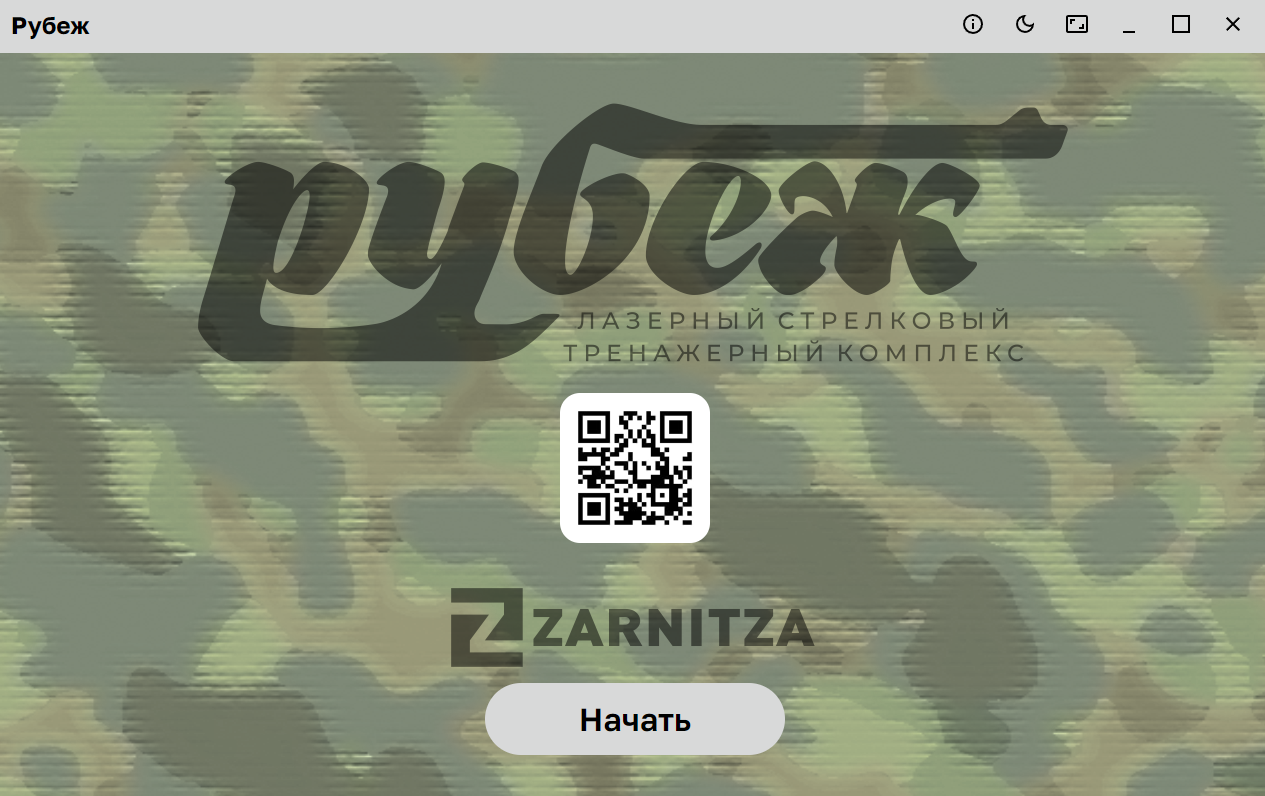 Рубеж
рубеж
ЛАЗЕРНЫЙ СТРЕЛКОВЫЙ
ТРЕНАЖЕРНЫЙ КОМПЛЕКС
ZARNITZA
Начать